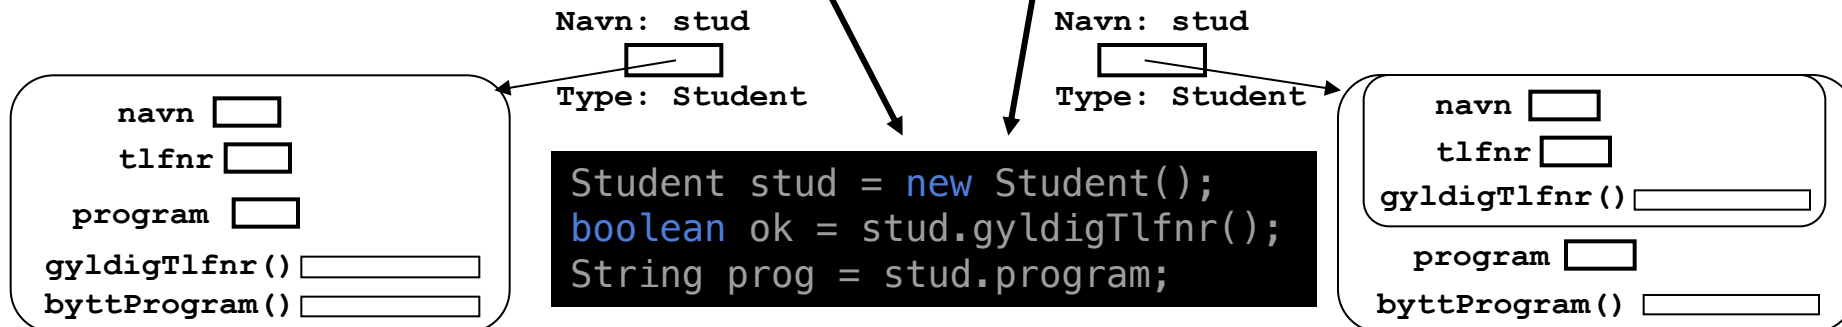 Navn: stud
Type: Student
navn
tlfnr
program
gyldigTlfnr()
byttProgram()
Student stud = new Student();
boolean ok = stud.gyldigTlfnr();
String prog = stud.program;
Navn: stud
Type: Student
navn
tlfnr
gyldigTlfnr()
program
byttProgram()